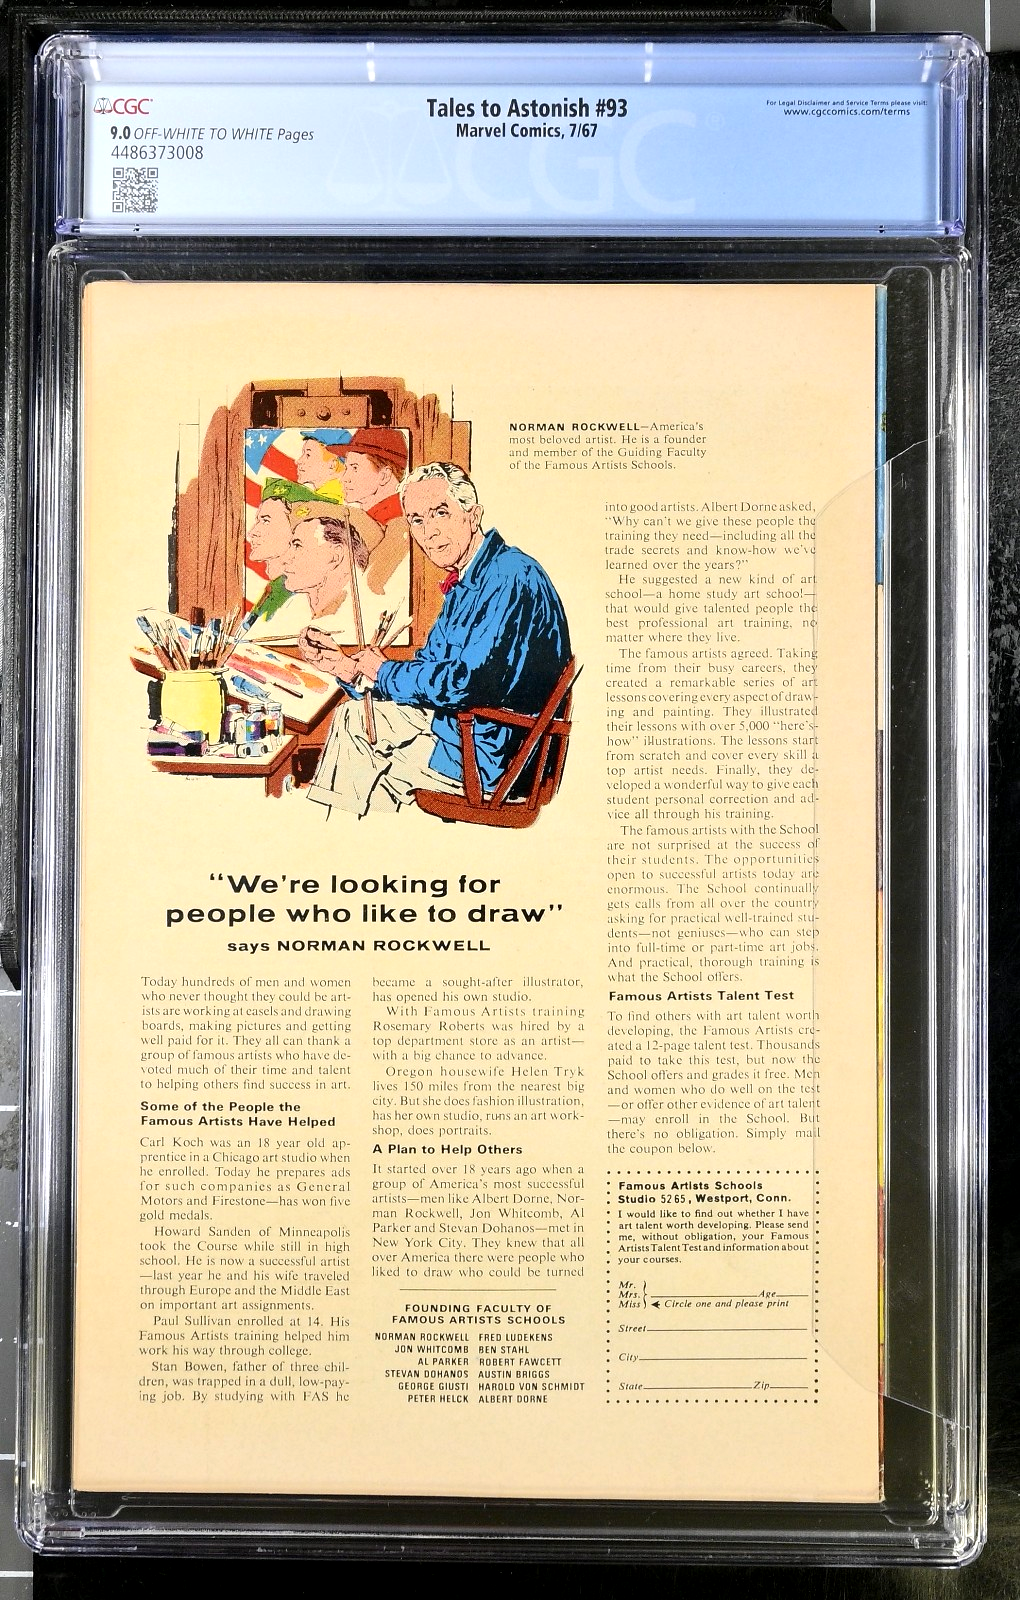 CGC
9.0 OFF-WHITE TO WHITE Pages
4486373008
Tales to Astonish #93
Marvel Comics, 7/67
For Legal Disclaimer and Service Terms please visit:
www.cgccomics.com/terms
CGC
NORMAN ROCKWELL—America's
most beloved artist. He is a founder
and member of the Guiding Faculty
of the Famous Artists Schools.
"We're looking for
people who like to draw"
says NORMAN ROCKWELL
Today hundreds of men and women
who never thought they could be art-
ists are working at easels and drawing
boards, making pictures and getting
well paid for it. They all can thank a
group of famous artists who have de-
voted much of their time and talent
to helping others find success in art.
Some of the People the
Famous Artists Have Helped
Carl Koch was an 18 year old ap-
prentice in a Chicago art studio when
he enrolled. Today he prepares ads
for such companies as General
Motors and Firestone—has won five
gold medals.
Howard Sanden of Minneapolis
took the Course while still in high
school. He is now a successful artist
—last year he and his wife traveled
through Europe and the Middle East
on important art assignments.
Paul Sullivan enrolled at 14. His
Famous Artists training helped him
work his way through college.
Stan Bowen, father of three chil-
dren, was trapped in a dull, low-pay-
ing job. By studying with FAS he
became a sought-after illustrator,
has opened his own studio.
With Famous Artists training
Rosemary Roberts was hired by a
top department store as an artist—
with a big chance to advance.
Oregon housewife Helen Tryk
lives 150 miles from the nearest big
city. But she does fashion illustration,
has her own studio, runs an art work-
shop, does portraits.
A Plan to Help Others
It started over 18 years ago when a
group of America's most successful
artists—men like Albert Dorne, Nor-
man Rockwell, Jon Whitcomb, Al
Parker and Stevan Dohanos—met in
New York City. They knew that all
over America there were people who
liked to draw who could be turned
FOUNDING FACULTY OF
FAMOUS ARTISTS SCHOOLS
NORMAN ROCKWELL FRED LUDEKENS
JON WHITCOMB BEN STAHL
AL PARKER ROBERT FAWCETT
STEVAN DOHANOS AUSTIN BRIGGS
GEORGE GIUSTI HAROLD VON SCHMIDT
PETER HELCK ALBERT DORNE
into good artists. Albert Dorne asked,
"Why can't we give these people the
training they need—including all the
trade secrets and know-how we've
learned over the years?"
He suggested a new kind of art
school—a home study art school—
that would give talented people the
best professional art training, no
matter where they live.
The famous artists agreed. Taking
time from their busy careers, they
created a remarkable series of art
lessons covering every aspect of draw-
ing and painting. They illustrated
their lessons with over 5,000 "here's-
how" illustrations. The lessons start
from scratch and cover every skill a
top artist needs. Finally, they de-
veloped a wonderful way to give each
student personal correction and ad-
vice all through his training.
The famous artists with the School
are not surprised at the success of
their students. The opportunities
open to successful artists today are
enormous. The School continually
gets calls from all over the country
asking for practical well-trained stu-
dents—not geniuses—who can step
into full-time or part-time art jobs.
And practical, thorough training is
what the School offers.
Famous Artists Talent Test
To find others with art talent worth
developing, the Famous Artists cre-
ated a 12-page talent test. Thousands
paid to take this test, but now the
School offers and grades it free. Men
and women who do well on the test
—or offer other evidence of art talent
—may enroll in the School. But
there's no obligation. Simply mail
the coupon below.
Famous Artists Schools
Studio 5265, Westport, Conn.
I would like to find out whether I have
art talent worth developing. Please send
me, without obligation, your Famous
Artists Talent Test and information about
your courses.
Mr.
Mrs. Age
Miss Circle one and please print
Street
City
State Zip